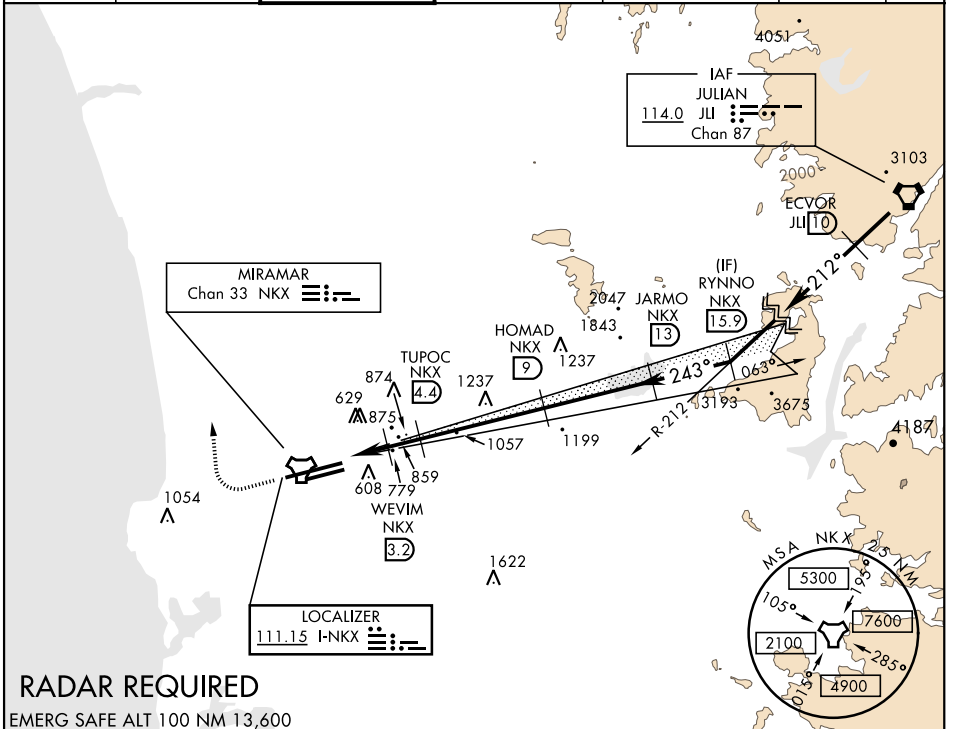 4051
IAF
JULIAN
114.0 JLI
Chan 87
3103
2000
ECVOR
JLI 10
212°
MIRAMAR
Chan 33 NKX
(IF)
RYNNO
NKX
15.9
2047
1843
JARMO
NKX
13
HOMAD
NKX
9
1237
TUPOC
NKX
4.4
874
1237
629
875
243°
063°
3193
3675
R-212
1057
1199
4187
859
608
779
1054
WEVIM
NKX
3.2
1622
LOCALIZER
111.15 I-NKX
MSA NKX 25 NM
5300
105°
195°
7600
2100
285°
015°
4900
RADAR REQUIRED
EMERG SAFE ALT 100 NM 13,600